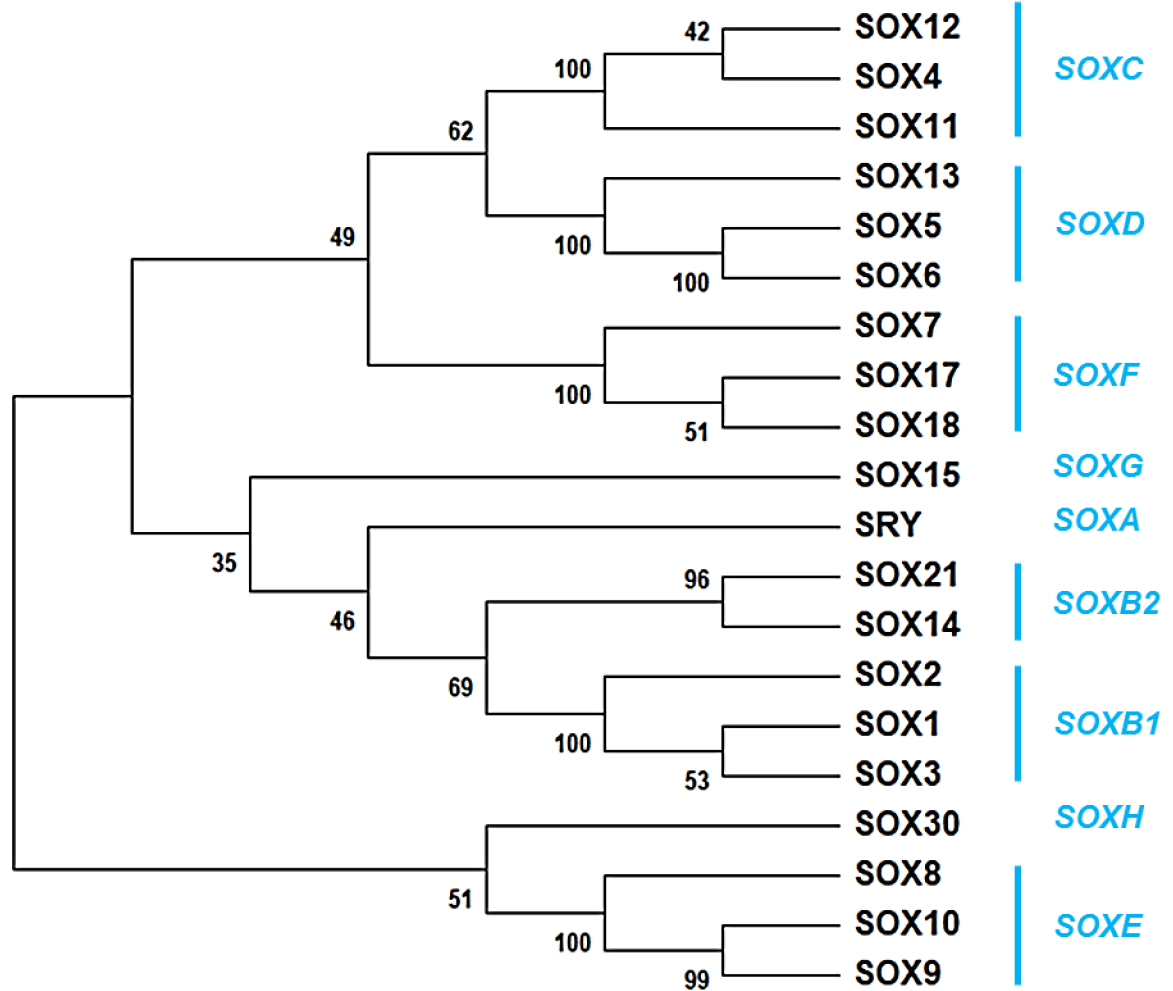 42 SOX12
SOX4
100
SOXC
SOX11
62
SOX13
SOX5
SOXD
100
SOX6
100
49
SOX7
SOX17
SOXF
100
SOX18
51
SOX15
SOXG
SRY
SOXA
35
96 SOX21
SOX14
SOXB2
46
SOX2
69
SOX1
SOXB1
100
SOX3
53
SOX30
SOXH
SOX8
51
SOX10
SOXE
100
SOX9
99